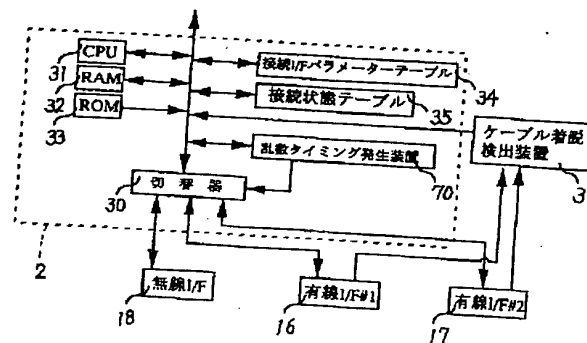 CPU
31
RAM
32
ROM
33
接続I/Fパラメーターテーブル
34
接続状態テーブル
35
ケーブル着脱
検出装置
3
乱数タイミング発生装置
70
切替器
30
2
無線I/F
18
有線I/F#1
16
有線I/F#2
17